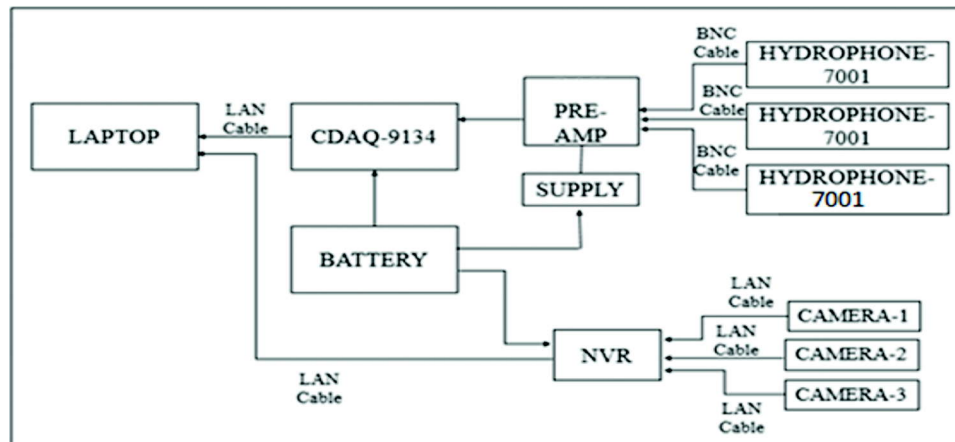 BNC
Cable
HYDROPHONE-
7001
LAN
Cable
PRE-
AMP
BNC
Cable
HYDROPHONE-
7001
LAPTOP
CDAQ-9134
BNC
Cable
HYDROPHONE-
7001
SUPPLY
BATTERY
LAN
Cable
CAMERA-1
NVR
LAN
Cable
CAMERA-2
LAN
Cable
CAMERA-3
LAN
Cable